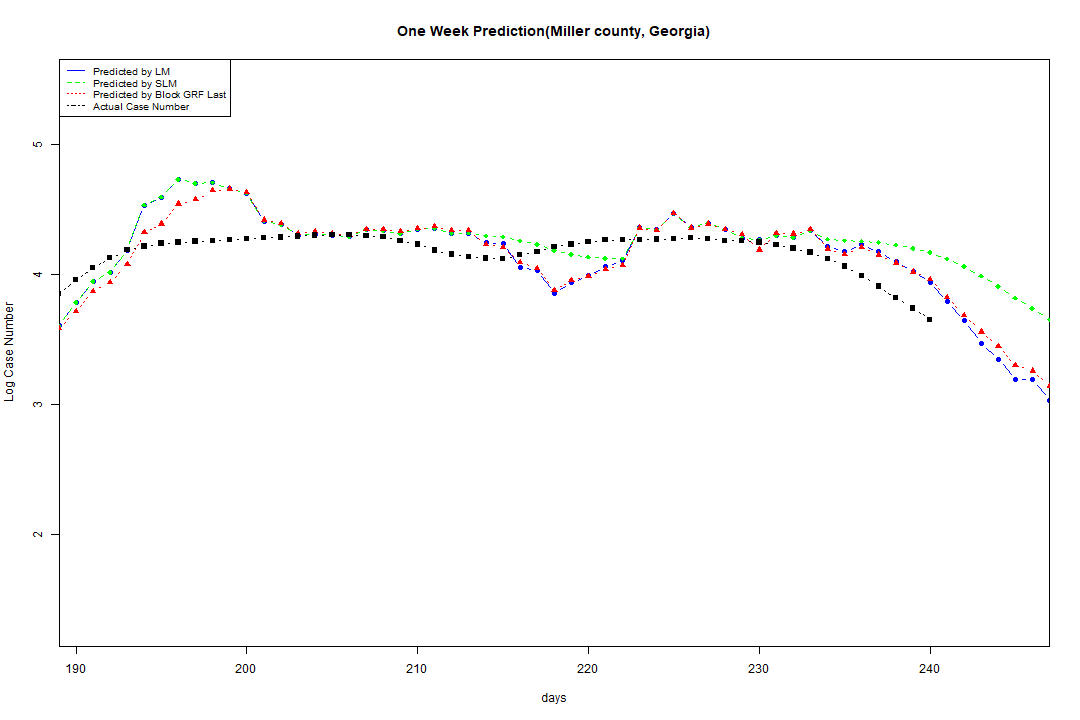 One Week Prediction(Miller county, Georgia)
Predicted by LM
Predicted by SLM
Predicted by Block GRF Last
Actual Case Number
5
4
3
2
Log Case Number
190 200 210 220 230 240
days